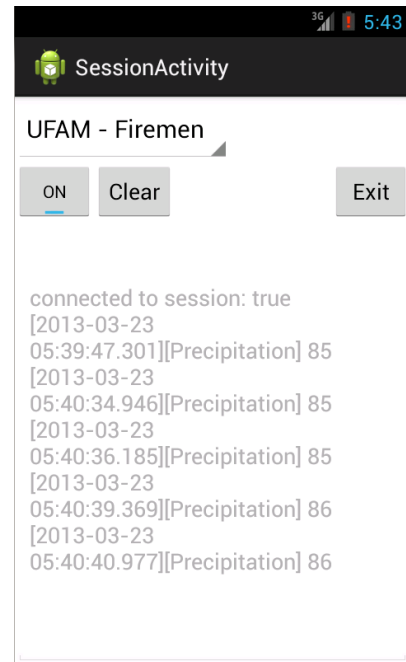 3G 5:43
SessionActivity
UFAM - Firemen
ON Clear Exit
connected to session: true
[2013-03-23
05:39:47.301][Precipitation] 85
[2013-03-23
05:40:34.946][Precipitation] 85
[2013-03-23
05:40:36.185][Precipitation] 85
[2013-03-23
05:40:39.369][Precipitation] 86
[2013-03-23
05:40:40.977][Precipitation] 86